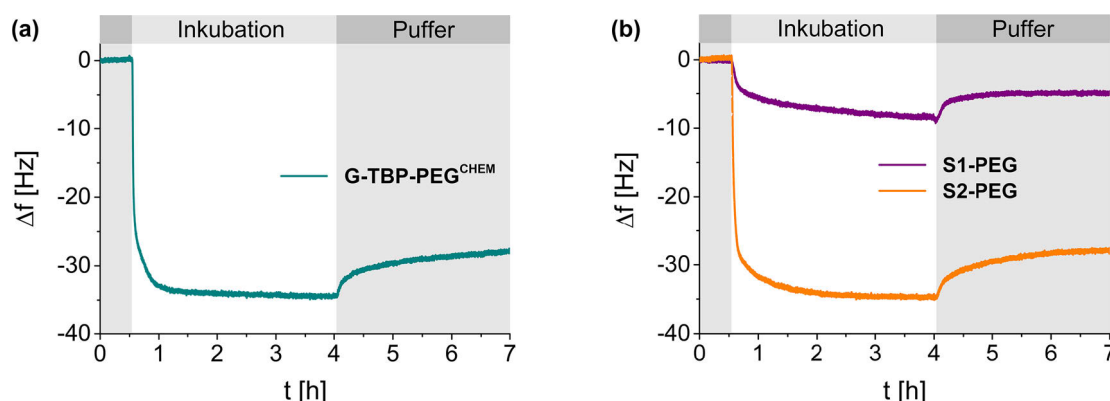 (a)
Inkubation
Puffer
0
-10
-20
-30
-40
Δf [Hz]
G-TBP-PEG^CHEM
0
1
2
3
4
5
6
7
t [h]
(b)
Inkubation
Puffer
0
-10
-20
-30
-40
Δf [Hz]
S1-PEG
S2-PEG
0
1
2
3
4
5
6
7
t [h]